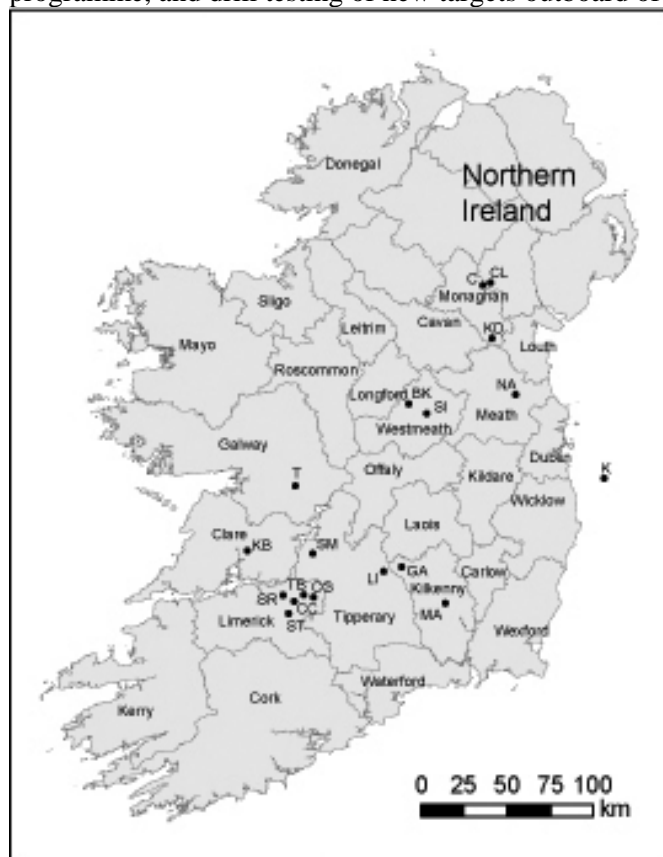 programme, and drill testing of new targets outboard of
Donegal
Northern
Ireland
C CL
Monaghan
Sligo
Leitrim
Cavan
KD
Louth
Mayo
Roscommon
Longford BK
SI
NA
Meath
Westmeath
Galway
T
Offaly
Kildare
Dublin
K
Wicklow
Laois
Clare
KB
SM
LI
GA
Carlow
Kilkenny
MA
SR
TB
OS
CC
ST
Limerick
Tipperary
Wexford
Waterford
Kerry
Cork
0 25 50 75 100
km